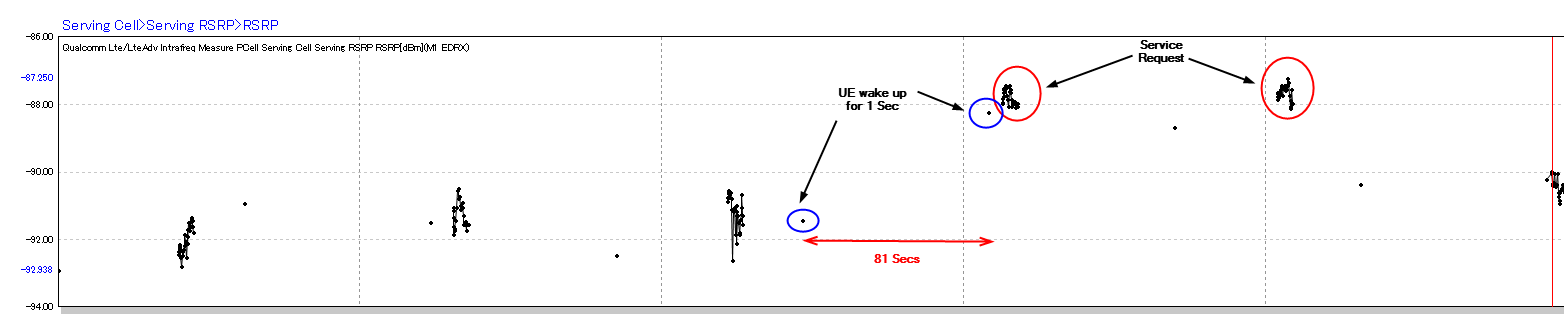 Serving Cell>Serving RSRP>RSRP
-86.00
Qualcomm Lte/LteAdv Intrafreq Measure PCell Serving Cell Serving RSRP RSRP[dBm](M1 EDRX)
Service
Request
-87.250
UE wake up
for 1 Sec
-88.00
-90.00
-92.00
81 Secs
-92.938
-94.00